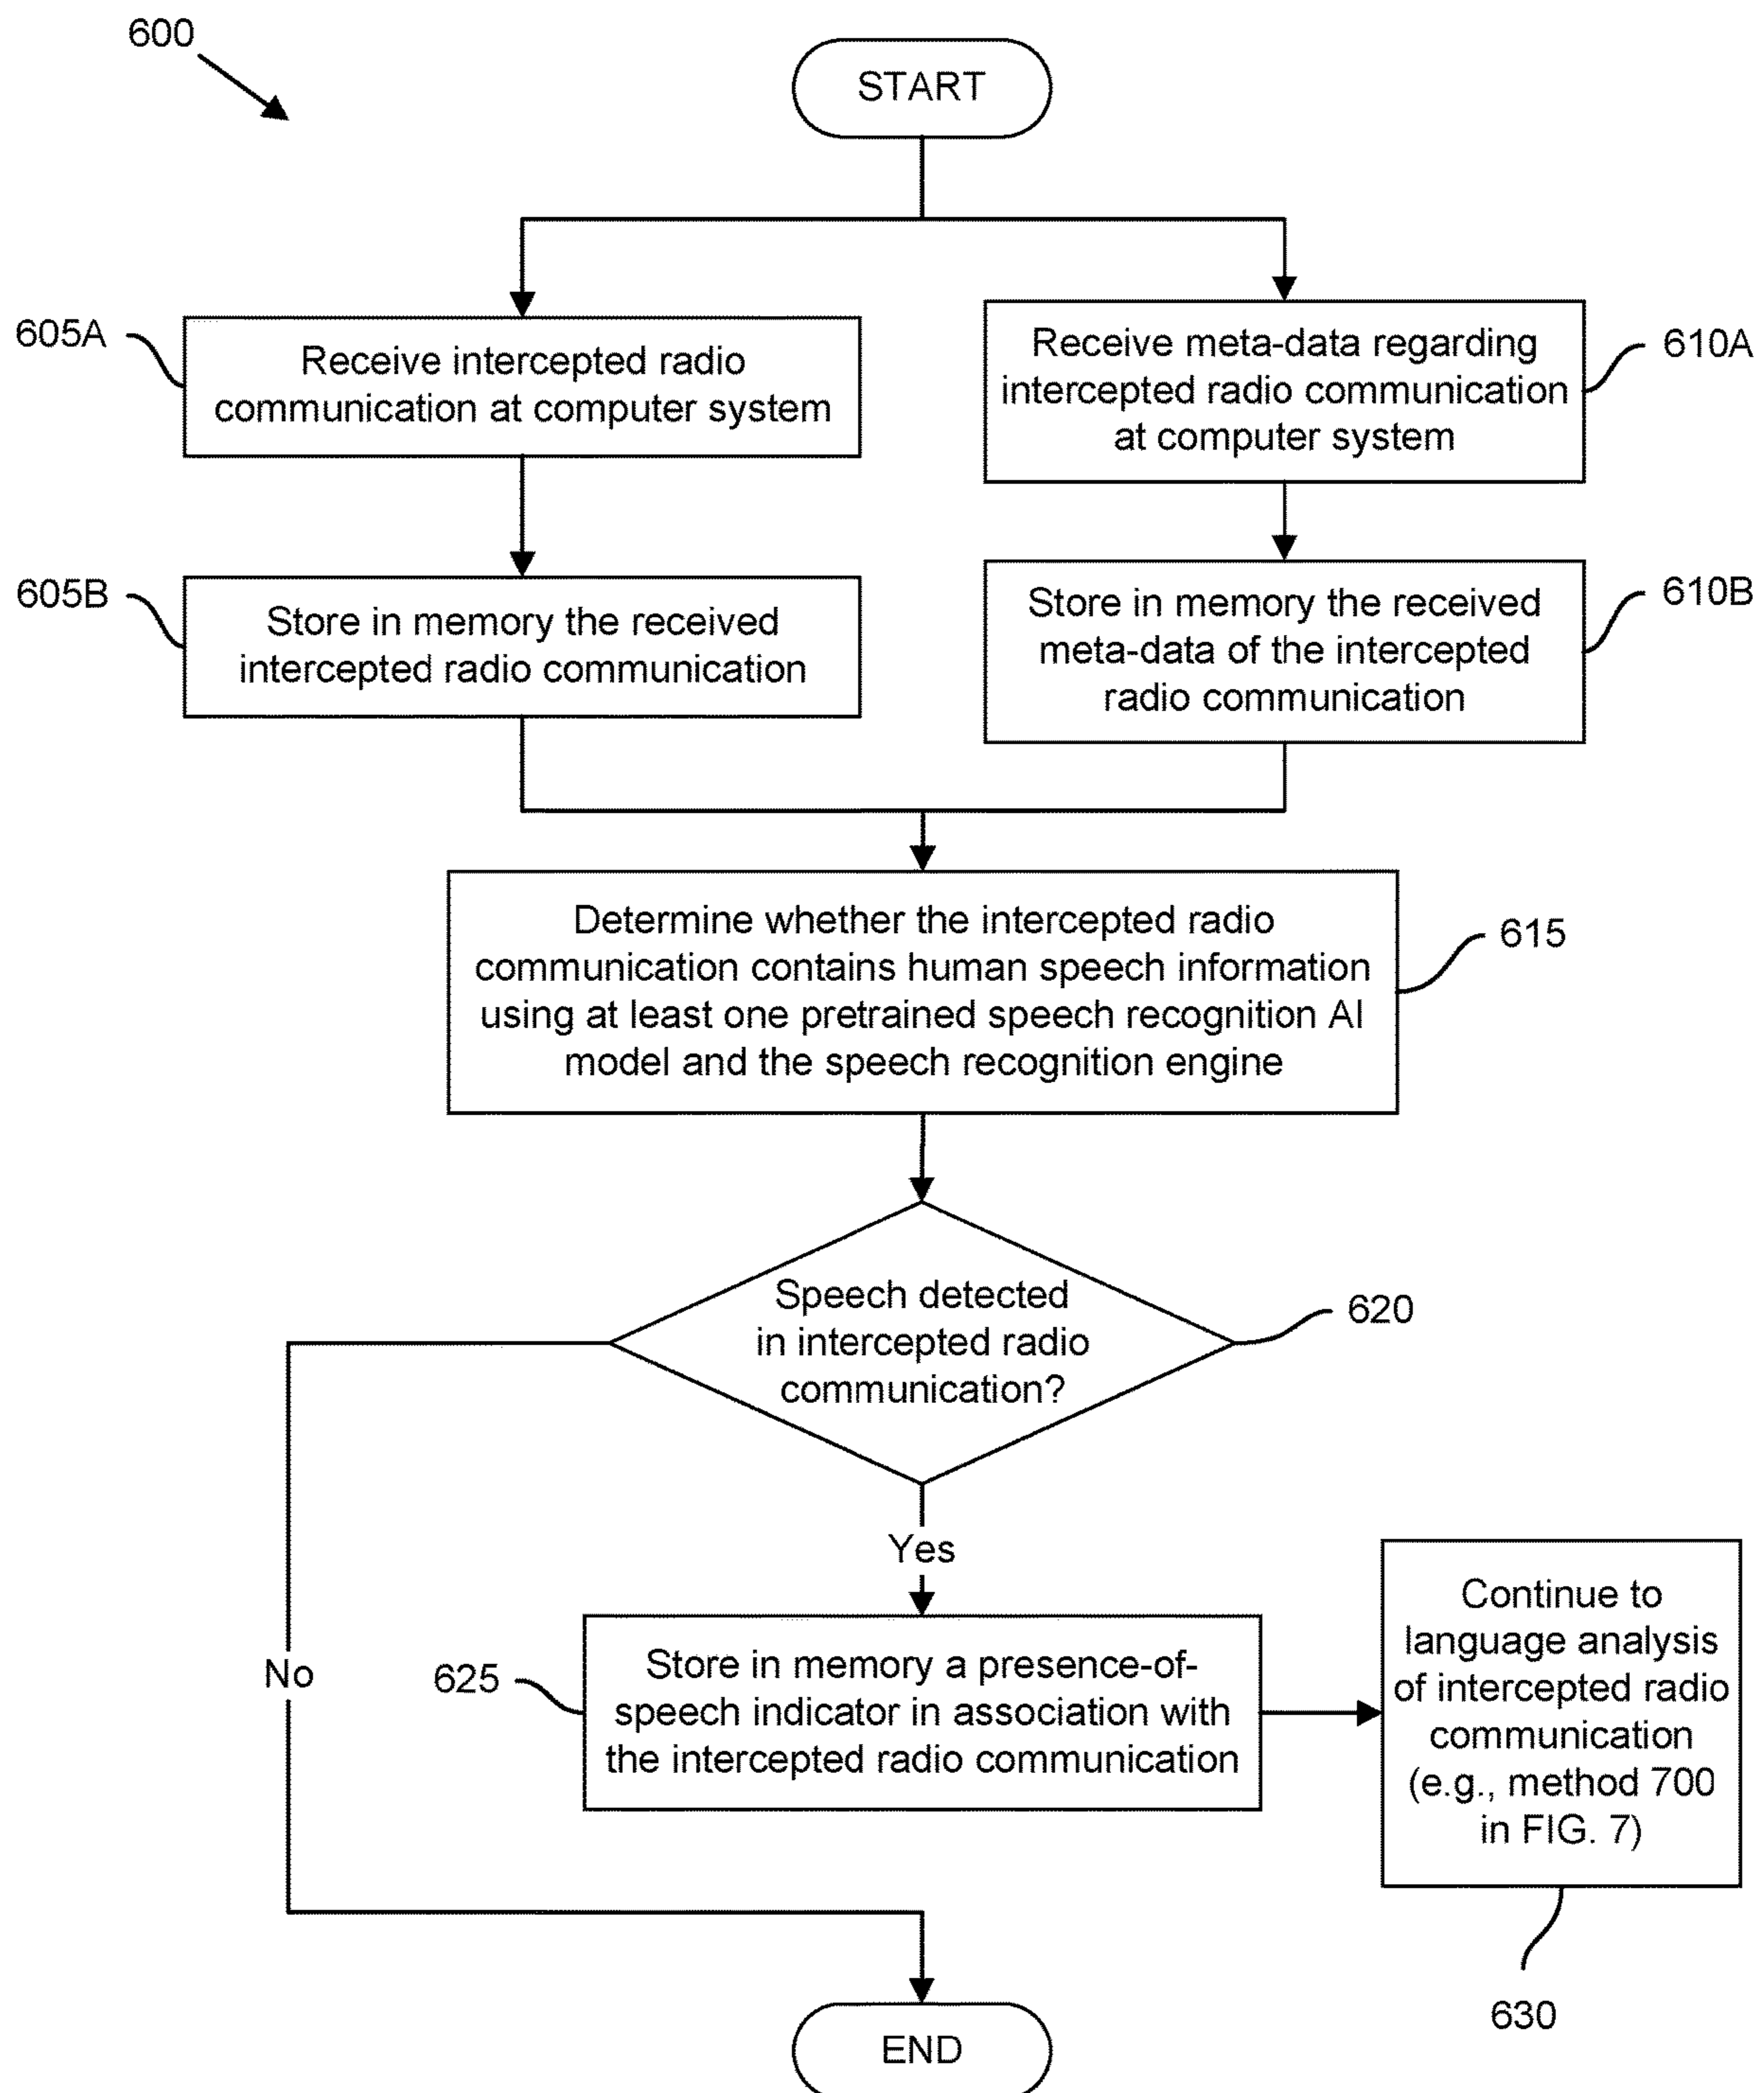 600
START
605A
Receive intercepted radio
communication at computer system
Receive meta-data regarding
intercepted radio communication
at computer system
610A
605B
Store in memory the received
intercepted radio communication
Store in memory the received
meta-data of the intercepted
radio communication
610B
Determine whether the intercepted radio
communication contains human speech information
using at least one pretrained speech recognition AI
model and the speech recognition engine
615
Speech detected
in intercepted radio
communication?
620
Yes
No
625
Store in memory a presence-of-
speech indicator in association with
the intercepted radio communication
Continue to
language analysis
of intercepted radio
communication
(e.g., method 700
in FIG. 7)
630
END